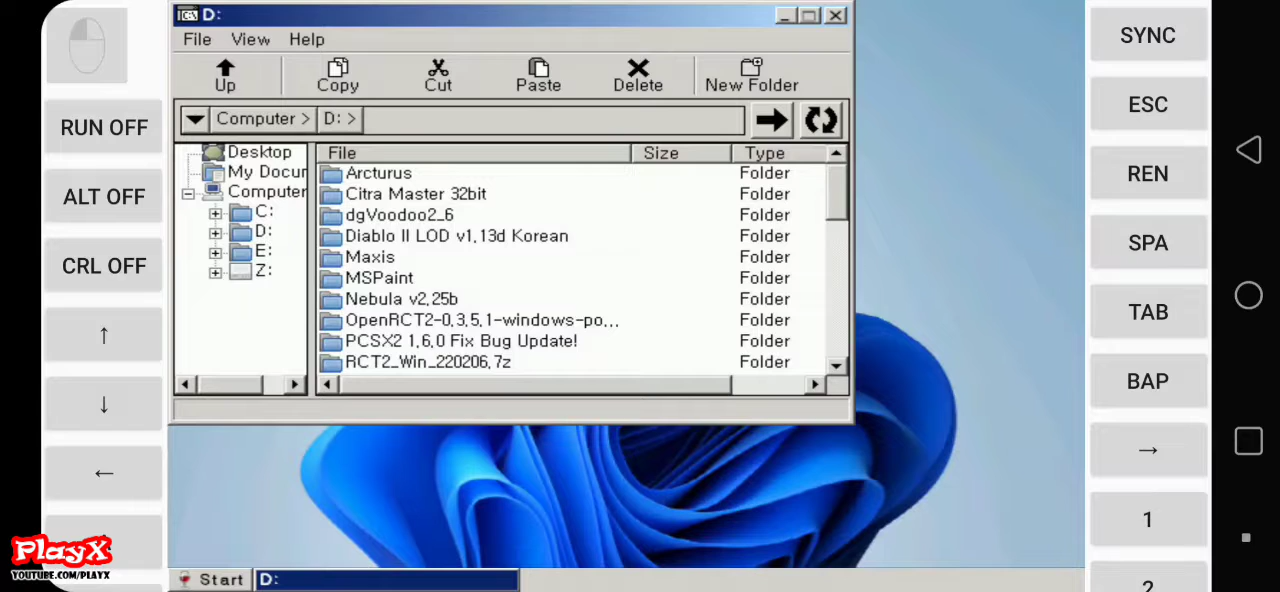 D:
File View Help
Up Copy Cut Paste Delete New Folder
Computer > D: >
Desktop
My Docur
Computer
C:
D:
E:
Z:
File Size Type
Arcturus Folder
Citra Master 32bit Folder
dgVoodoo2_6 Folder
Diablo II LOD v1.13d Korean Folder
Maxis Folder
MSPaint Folder
Nebula v2.25b Folder
OpenRCT2-0.3.5.1-windows-po... Folder
PCSX2 1.6.0 Fix Bug Update! Folder
RCT2_Win_220206.7z Folder
Start D:
RUN OFF
ALT OFF
CRL OFF
↑
↓
←
PlayX
YOUTUBE.COM/PLAYX
SYNC
ESC
REN
SPA
TAB
BAP
→
1
2